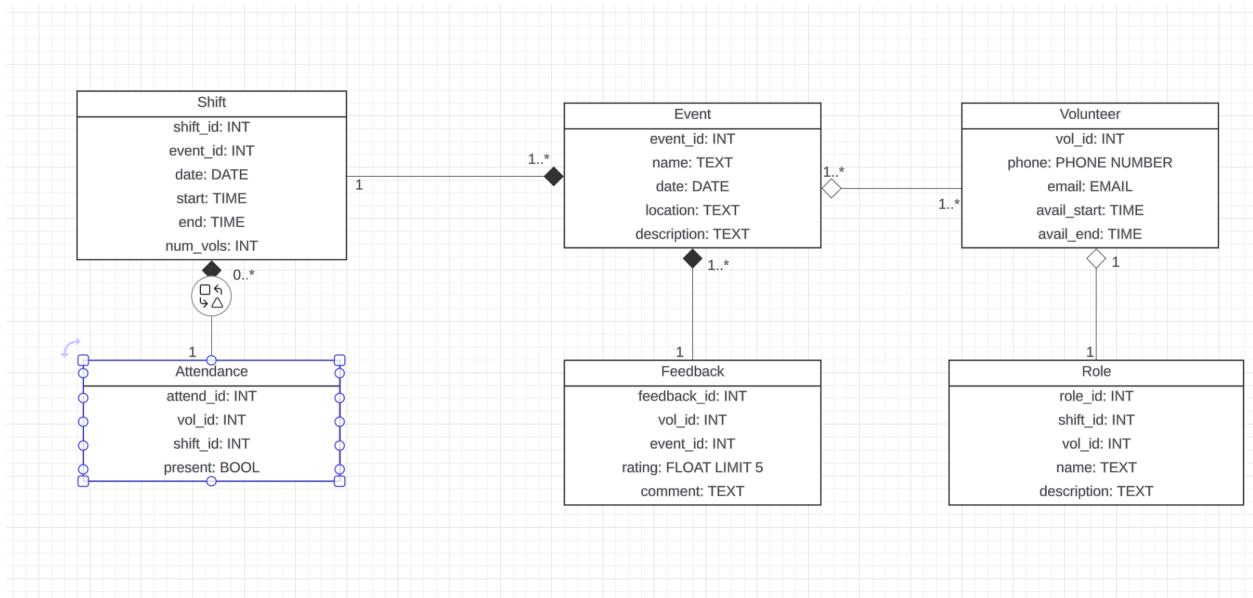 Shift
shift_id: INT
event_id: INT
date: DATE
start: TIME
end: TIME
num_vols: INT
1
1..*
Event
event_id: INT
name: TEXT
date: DATE
location: TEXT
description: TEXT
1..*
1..*
Volunteer
vol_id: INT
phone: PHONE NUMBER
email: EMAIL
avail_start: TIME
avail_end: TIME
0..*
1
Attendance
attend_id: INT
vol_id: INT
shift_id: INT
present: BOOL
1..*
1
Feedback
feedback_id: INT
vol_id: INT
event_id: INT
rating: FLOAT LIMIT 5
comment: TEXT
1
1
Role
role_id: INT
shift_id: INT
vol_id: INT
name: TEXT
description: TEXT